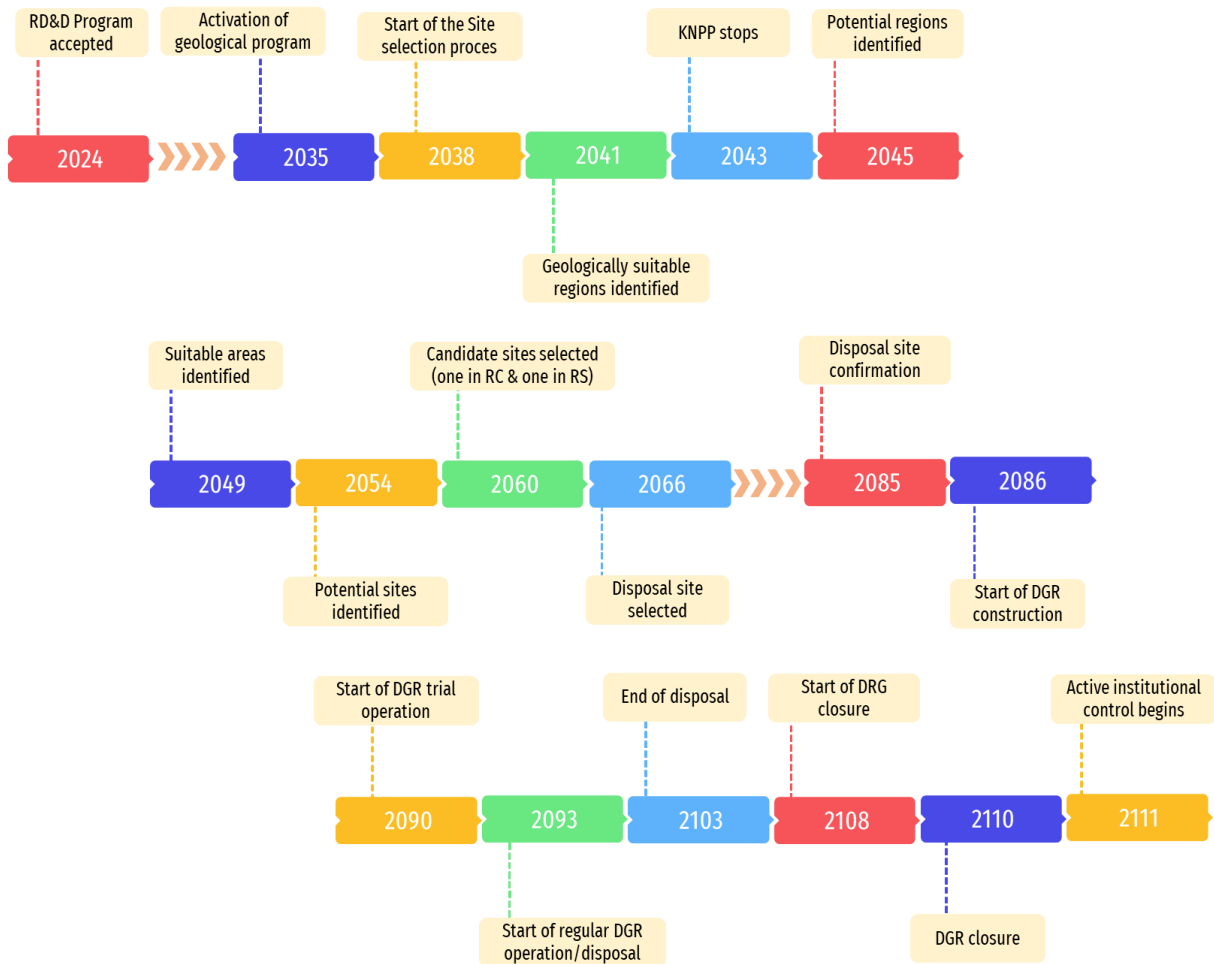 RD&D Program
accepted
Activation of
geological program
Start of the Site
selection proces
KNPP stops
Potential regions
identified
2024
2035
2038
2041
2043
2045
Geologically suitable
regions identified
Suitable areas
identified
Candidate sites selected
(one in RC & one in RS)
Disposal site
confirmation
2049
2054
2060
2066
2085
2086
Potential sites
identified
Disposal site
selected
Start of DGR
construction
Start of DGR trial
operation
End of disposal
Start of DRG
closure
Active institutional
control begins
2090
2093
2103
2108
2110
2111
Start of regular DGR
operation/disposal
DGR closure